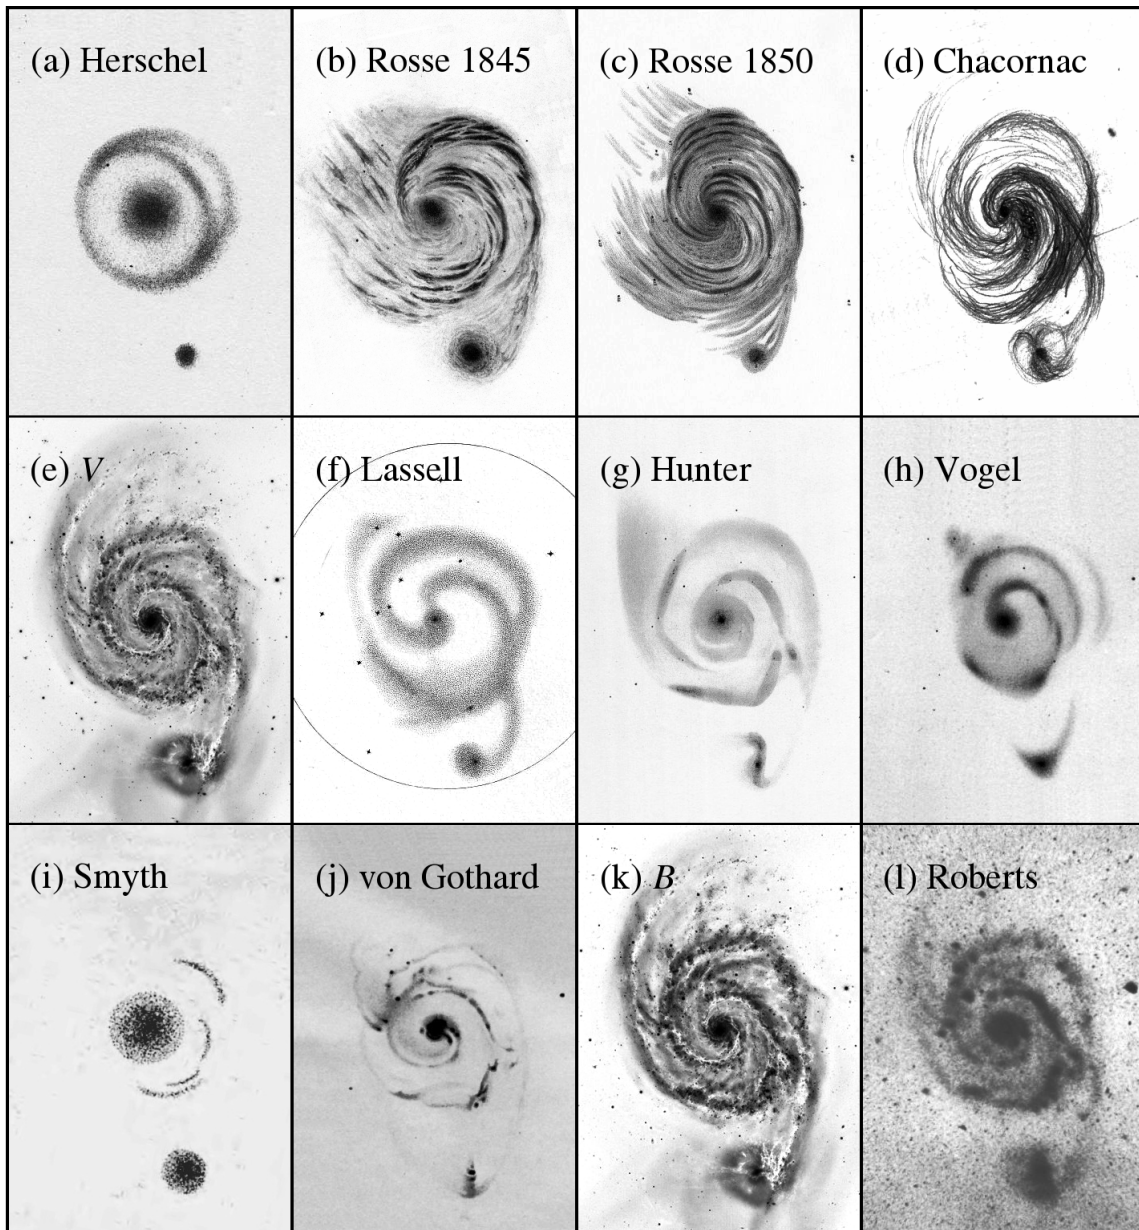 (a) Herschel
(b) Rosse 1845
(c) Rosse 1850
(d) Chacornac
(e) V
(f) Lassell
(g) Hunter
(h) Vogel
(i) Smyth
(j) von Gothard
(k) B
(l) Roberts